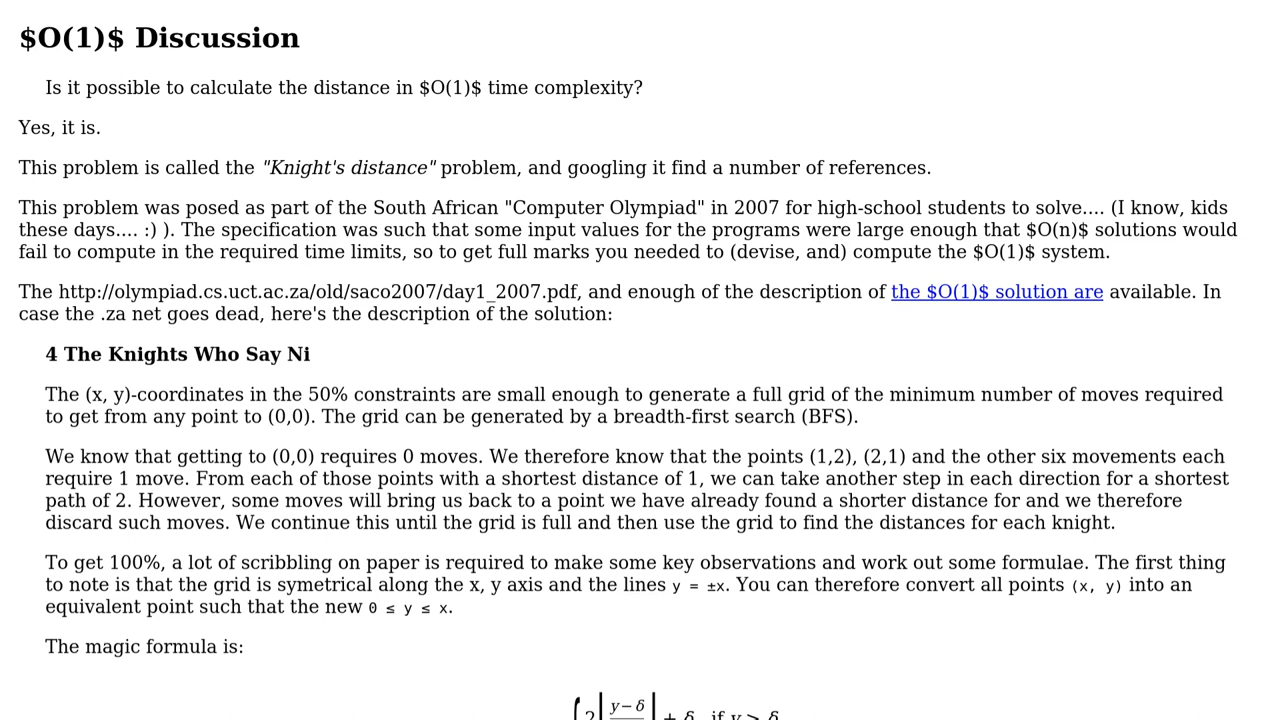 $O(1)$ Discussion
Is it possible to calculate the distance in $O(1)$ time complexity?
Yes, it is.
This problem is called the "Knight's distance" problem, and googling it find a number of references.
This problem was posed as part of the South African "Computer Olympiad" in 2007 for high-school students to solve.... (I know, kids
these days.... :) ). The specification was such that some input values for the programs were large enough that $O(n)$ solutions would
fail to compute in the required time limits, so to get full marks you needed to (devise, and) compute the $O(1)$ system.
The http://olympiad.cs.uct.ac.za/old/saco2007/day1_2007.pdf, and enough of the description of the $O(1)$ solution are available. In
case the .za net goes dead, here's the description of the solution:
4 The Knights Who Say Ni
The (x, y)-coordinates in the 50% constraints are small enough to generate a full grid of the minimum number of moves required
to get from any point to (0,0). The grid can be generated by a breadth-first search (BFS).
We know that getting to (0,0) requires 0 moves. We therefore know that the points (1,2), (2,1) and the other six movements each
require 1 move. From each of those points with a shortest distance of 1, we can take another step in each direction for a shortest
path of 2. However, some moves will bring us back to a point we have already found a shorter distance for and we therefore
discard such moves. We continue this until the grid is full and then use the grid to find the distances for each knight.
To get 100%, a lot of scribbling on paper is required to make some key observations and work out some formulae. The first thing
to note is that the grid is symetrical along the x, y axis and the lines y = ±x. You can therefore convert all points (x, y) into an
equivalent point such that the new 0 ≤ y ≤ x.
The magic formula is:
y − δ